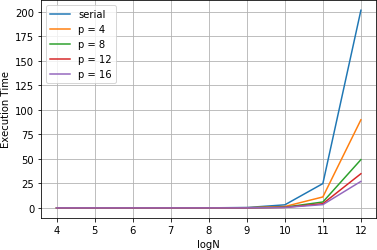 200
175
150
125
100
75
50
25
0
Execution Time
serial
p = 4
p = 8
p = 12
p = 16
4 5 6 7 8 9 10 11 12
logN